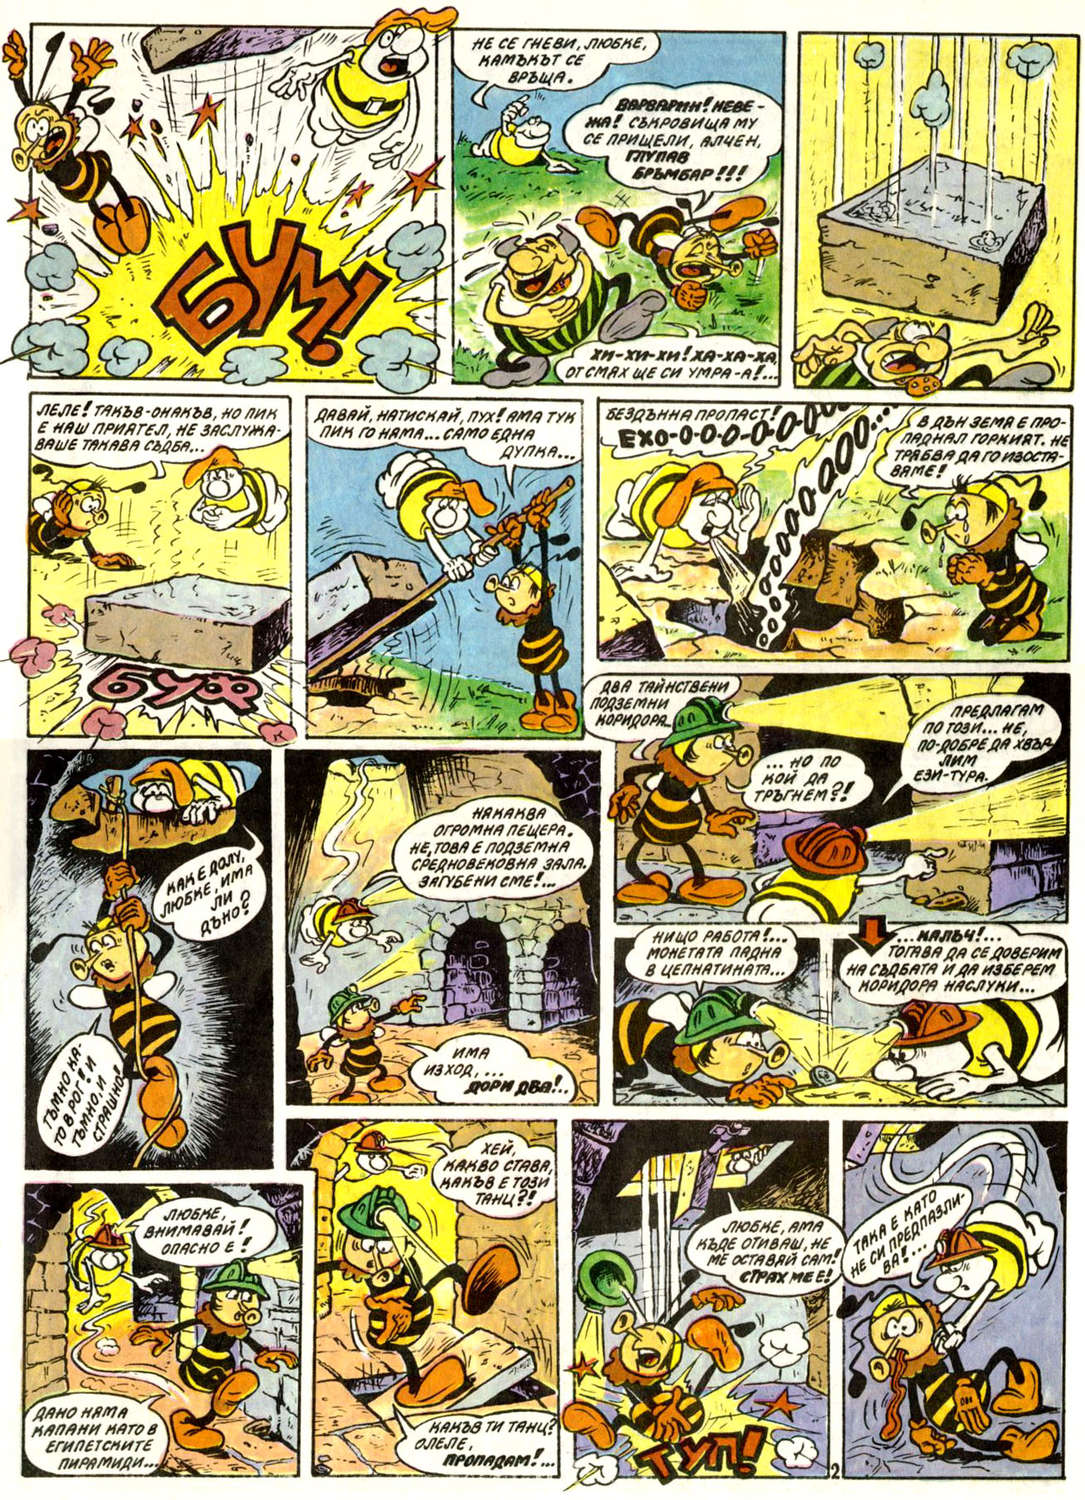 БУМ!
НЕ СЕ ГНЕВИ, ЛЮБКЕ,
КАМЪКЪТ СЕ
ВРЪЩА.
ВАРВАРИН! НЕВЕ-
ЖА! СЪКРОВИЩА МУ
СЕ ПРИЩЕЛИ, АЛЧЕН,
ГЛУПАВ
БРЪМБАР!!!
ХИ-ХИ-ХИ! ХА-ХА-ХА,
ОТ СМАХ ЩЕ СИ УМРА-А!...
ЛЕЛЕ! ТАКЪВ-ОНАКЪВ, НО ПИК
Е НАШ ПРИЯТЕЛ, НЕ ЗАСЛУЖА-
ВАШЕ ТАКАВА СЪДБА...
БУХ
ДАВАЙ, НАТИСКАЙ, ПУХ! АМА ТУК
ПИК ГО НЯМА... САМО ЕДНА
ДУПКА...
БЕЗДЪННА ПРОПАСТ!
ЕХО-О-О-О-О-О-О-О-О-О-О-О-О-О-О-ООО...
В ДЪН ЗЕМЯ Е ПРО-
ПАДНАЛ ГОРКИЯТ. НЕ
ТРЯБВА ДА ГО ИЗОСТА-
ВЯМЕ!
КАК Е ДОЛУ,
ЛЮБКЕ, ИМА
ЛИ
ДЪНО?
ТЪМНО КА-
ТО В РОГ! И
ТЪМНО, И
СТРАШНО!
НЯКАКВА
ОГРОМНА ПЕЩЕРА.
НЕ, ТОВА Е ПОДЗЕМНА
СРЕДНОВЕКОВНА ЗАЛА.
ЗАГУБЕНИ СМЕ!...
ИМА
ИЗХОД, ...
ДОРИ ДВА!..
ДВА ТАЙНСТВЕНИ
ПОДЗЕМНИ
КОРИДОРА...
... НО ПО
КОЙ ДА
ТРЪГНЕМ?!
ПРЕДЛАГАМ
ПО ТОЗИ... НЕ,
ПО-ДОБРЕ ДА ХВЪР-
ЛИМ
ЕЗИ-ТУРА.
НИЩО РАБОТА!...
МОНЕТАТА ПАДНА
В ЦЕПНАТИНАТА...
...КАЛЪЧ!...
ТОГАВА ДА СЕ ДОВЕРИМ
НА СЪДБАТА И ДА ИЗБЕРЕМ
КОРИДОРА НАСЛУКИ...
ЛЮБКЕ,
ВНИМАВАЙ!
ОПАСНО Е!
ДАНО НЯМА
КАПАНИ КАТО В
ЕГИПЕТСКИТЕ
ПИРАМИДИ...
ХЕЙ,
КАКВО СТАВА,
КАКЪВ Е ТОЗИ
ТАНЦ?!
КАКЪВ ТИ ТАНЦ?
ОЛЕЛЕ,
ПРОПАДАМ!...
ЛЮБКЕ, АМА
КЪДЕ ОТИВАШ, НЕ
МЕ ОСТАВЯЙ САМ!
СТРАХ МЕ Е!
ТУП!
2
ТАКА Е КАТО
НЕ СИ ПРЕДПАЗЛИ-
ВА!...